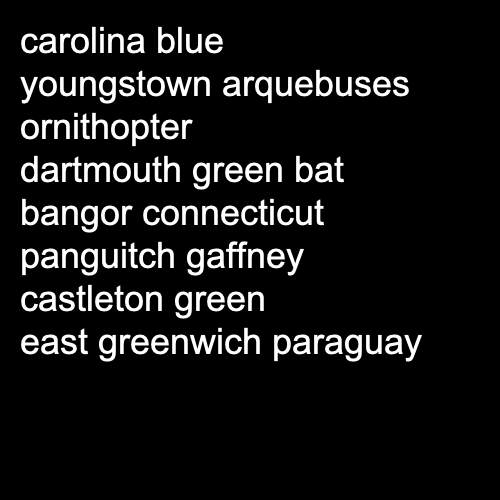 carolina blue
youngstown arquebuses
ornithopter
dartmouth green bat
bangor connecticut
panguitch gaffney
castleton green
east greenwich paraguay